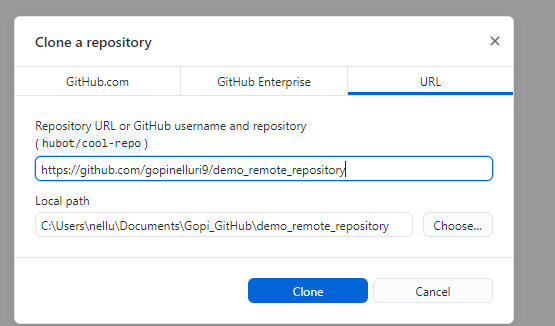 Clone a repository
GitHub.com
GitHub Enterprise
URL
Repository URL or GitHub username and repository
( hubot/cool-repo )
https://github.com/gopinelluri9/demo_remote_repository
Local path
C:\Users\nellu\Documents\Gopi_GitHub\demo_remote_repository
Choose...
Clone
Cancel